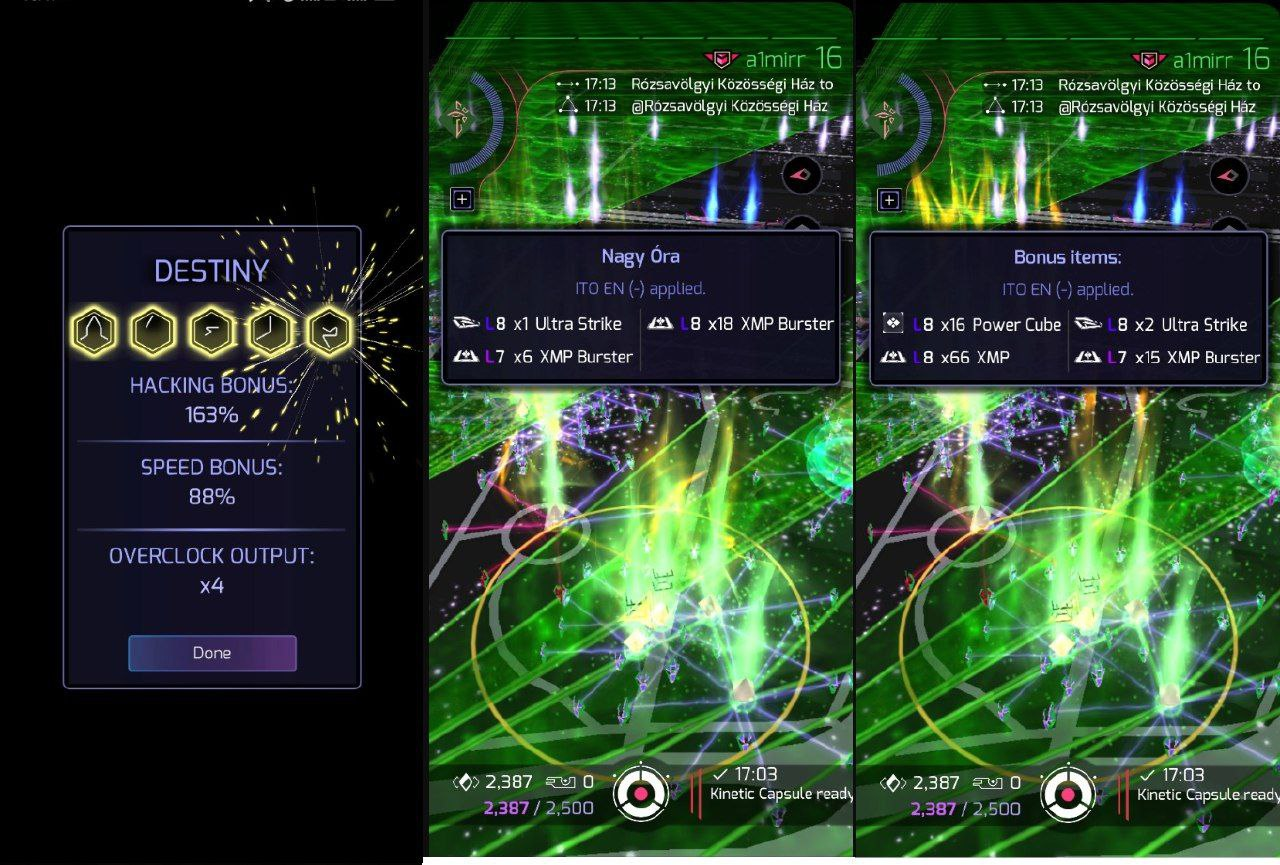 DESTINY
HACKING BONUS:
163%
SPEED BONUS:
88%
OVERCLOCK OUTPUT:
x4
Done
a1mirr 16
17:13 Rózsavölgyi Közösségi Ház to
17:13 @Rózsavölgyi Közösségi Ház
Nagy Óra
ITO EN (-) applied.
L8 x1 Ultra Strike
L8 x18 XMP Burster
L7 x6 XMP Burster
2,387 0
2,387 / 2,500
17:03
Kinetic Capsule ready
a1mirr 16
17:13 Rózsavölgyi Közösségi Ház to
17:13 @Rózsavölgyi Közösségi Ház
Bonus items:
ITO EN (-) applied.
L8 x16 Power Cube
L8 x2 Ultra Strike
L8 x66 XMP
L7 x15 XMP Burster
2,387 0
2,387 / 2,500
17:03
Kinetic Capsule ready